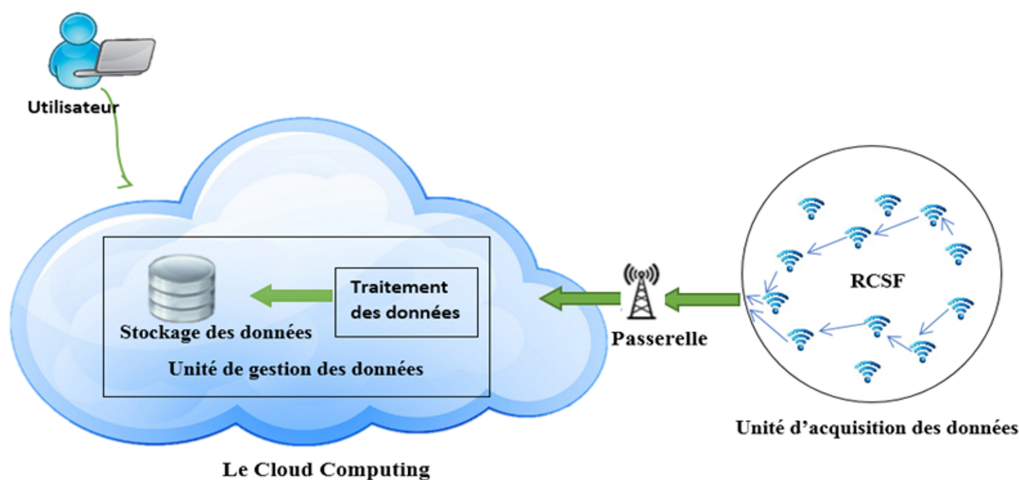 Utilisateur
Traitement
des données
Stockage des données
Unité de gestion des données
Le Cloud Computing
Passerelle
RCSF
Unité d’acquisition des données